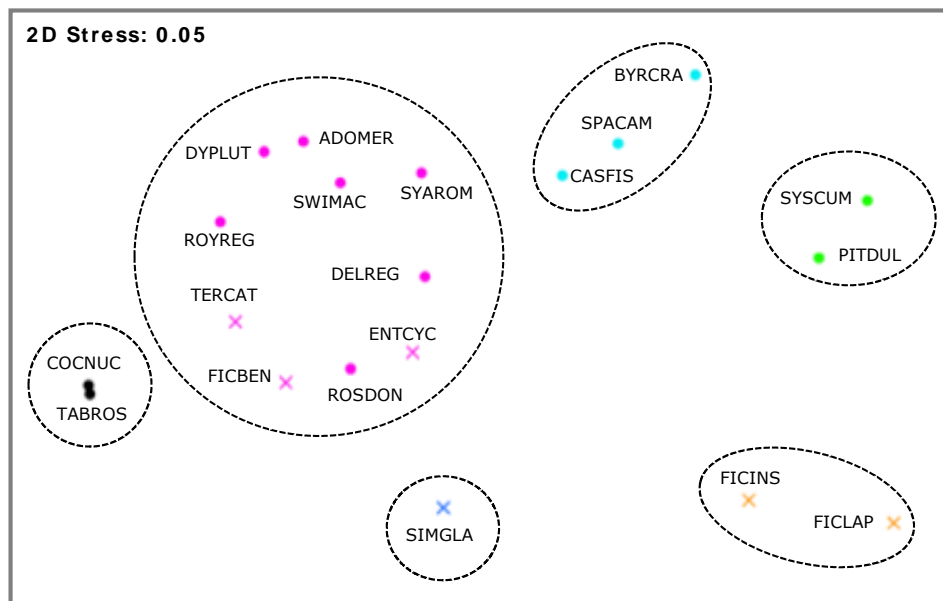 2D Stress: 0.05
BYRCRA
SPACAM
CASFIS
ADOMER
DYPLUT
SWIMAC
SYAROM
ROYREG
DELREG
TERCAT
ENTCYC
FICBEN
ROSDON
SYSCUM
PITDUL
COCNUC
TABROS
SIMGLA
FICINS
FICLAP